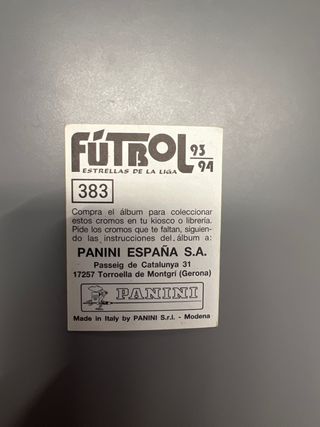 FÚTBOL 93/94
ESTRELLAS DE LA LIGA
383
Compra el álbum para coleccionar
estos cromos en tu kiosco o librería.
Pide los cromos que te faltan, siguien-
do las instrucciones del álbum a:
PANINI ESPAÑA S.A.
Passeig de Catalunya 31
17257 Torroella de Montgrí (Gerona)
PANINI
Made in Italy by PANINI S.r.l. - Modena